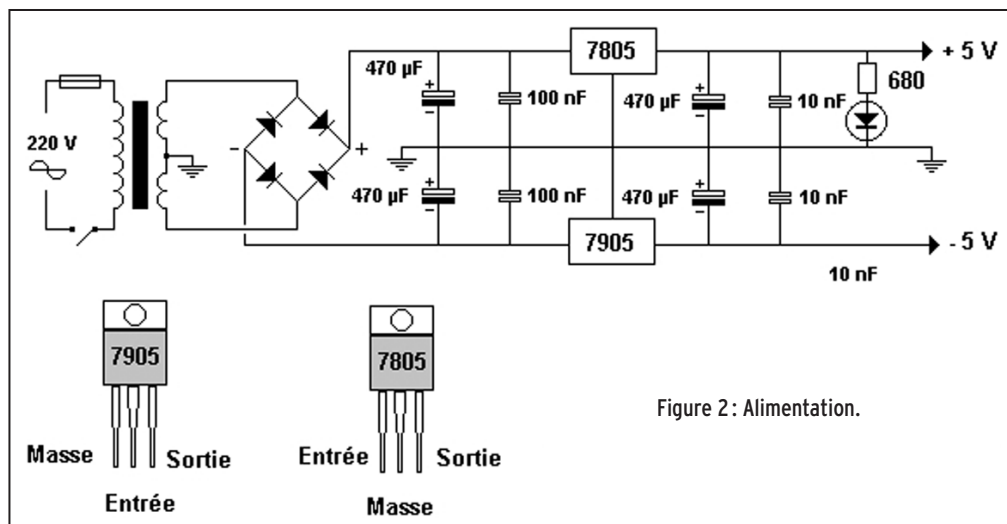 7805
+ 5 V
470 µF
+
−
100 nF
470 µF
+
−
10 nF
680
220 V
−
+
470 µF
+
−
100 nF
470 µF
+
−
10 nF
7905
- 5 V
10 nF
7905
Masse
Sortie
Entrée
7805
Entrée
Sortie
Masse
Figure 2 : Alimentation.